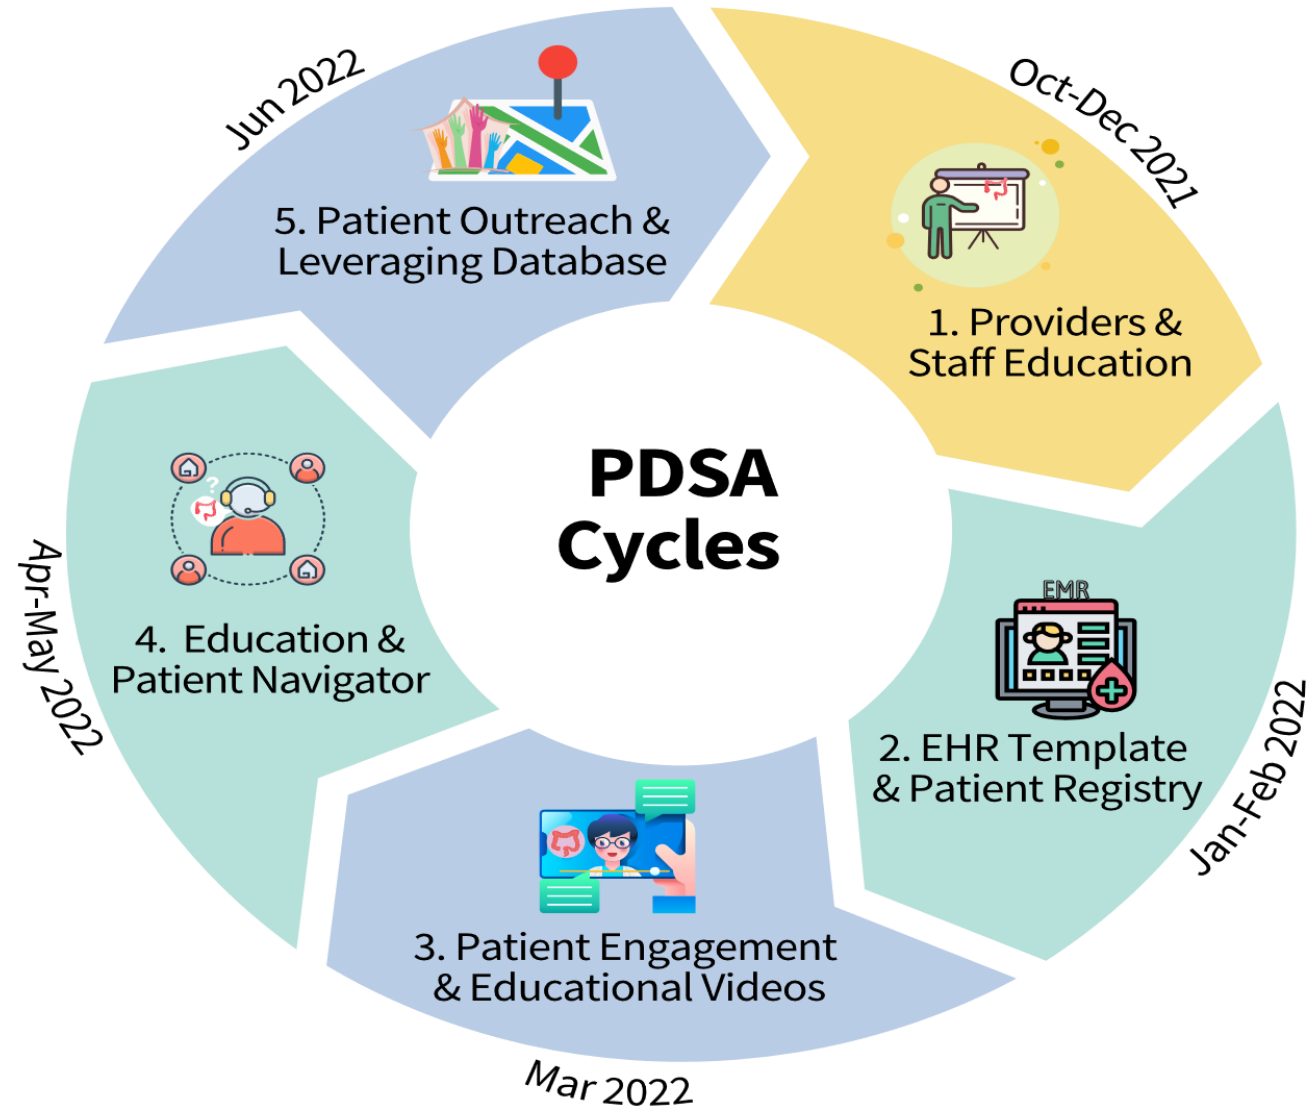 PDSA
Cycles
Oct-Dec 2021
1. Providers &
Staff Education
Jan-Feb 2022
EMR
2. EHR Template
& Patient Registry
Mar 2022
3. Patient Engagement
& Educational Videos
Apr-May 2022
?
4. Education &
Patient Navigator
Jun 2022
5. Patient Outreach &
Leveraging Database